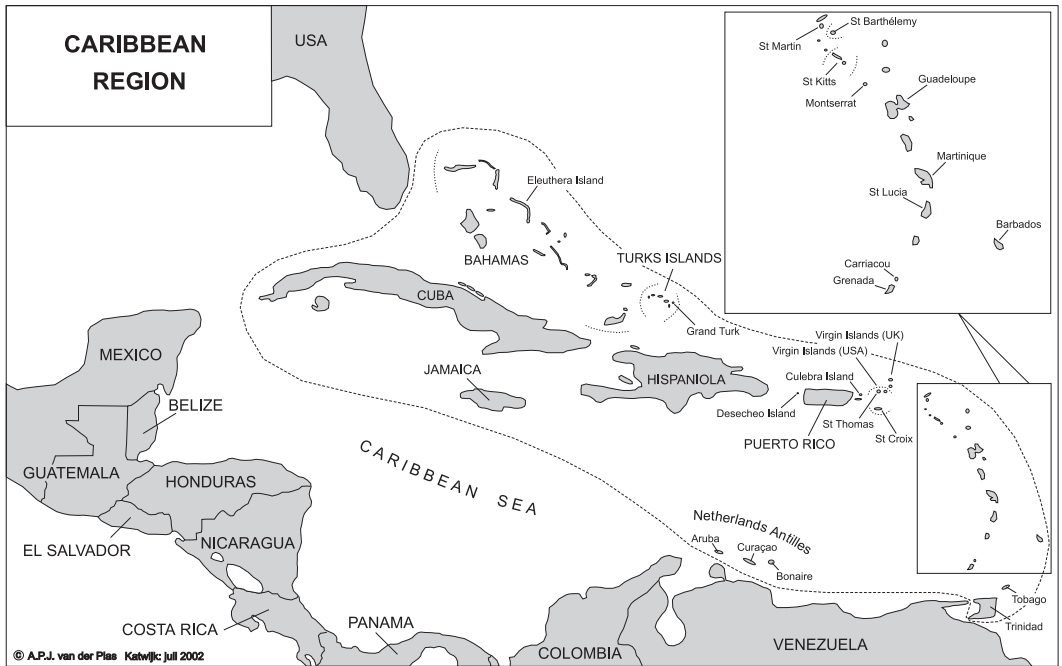 CARIBBEAN
REGION
USA
St Barthélemy
St Martin
St Kitts
Montserrat
Guadeloupe
Martinique
St Lucia
Barbados
Carriacou
Grenada
Eleuthera Island
BAHAMAS
TURKS ISLANDS
Grand Turk
CUBA
MEXICO
JAMAICA
HISPANIOLA
Virgin Islands (UK)
Virgin Islands (USA)
Culebra Island
Desecheo Island
St Thomas
PUERTO RICO
St Croix
BELIZE
GUATEMALA
HONDURAS
CARIBBEAN SEA
EL SALVADOR
NICARAGUA
Netherlands Antilles
Aruba
Curaçao
Bonaire
Tobago
Trinidad
COSTA RICA
PANAMA
COLOMBIA
VENEZUELA
© A.P.J. van der Plas Katwijk: juli 2002